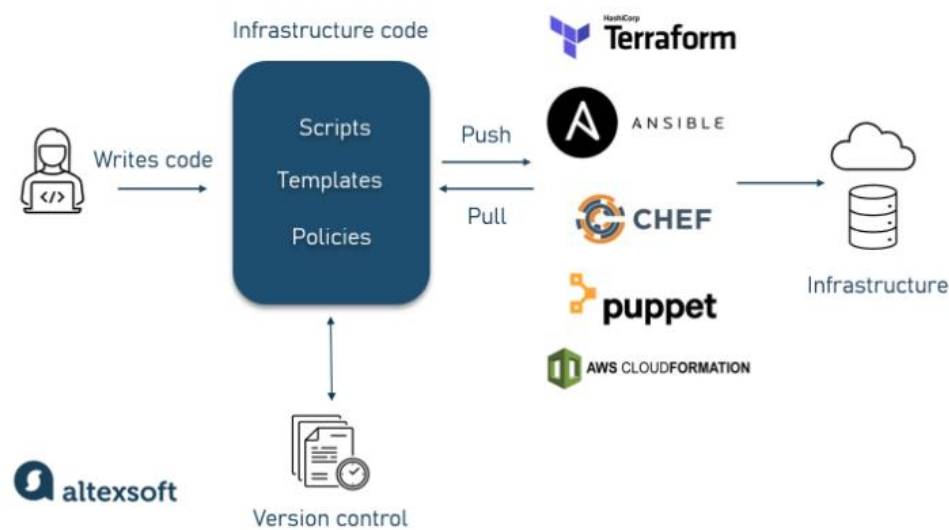 Infrastructure code
HashiCorp
Terraform
Scripts
Templates
Policies
Writes code
</>
Push
Pull
ANSIBLE
CHEF
puppet
AWS CLOUDFORMATION
Infrastructure
Version control
altexsoft